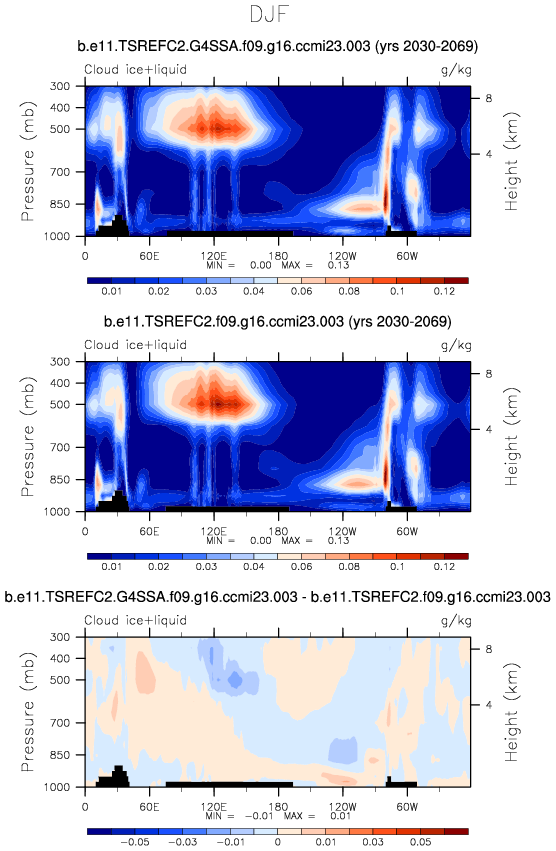 DJF
b.e11.TSREFC2.G4SSA.f09.g16.ccmi23.003 (yrs 2030-2069)
Cloud ice+liquid g/kg
300
400
500
700
850
1000
Pressure (mb)
8
4
Height (km)
0 60E 120E 120W 60W
MIN = 0.00 MAX = 0.13
0.01 0.02 0.03 0.04 0.05 0.06 0.08 0.1 0.12
b.e11.TSREFC2.f09.g16.ccmi23.003 (yrs 2030-2069)
Cloud ice+liquid g/kg
300
400
500
700
850
1000
Pressure (mb)
8
4
Height (km)
0 60E 120E 120W 60W
MIN = 0.00 MAX = 0.13
0.01 0.02 0.03 0.04 0.06 0.08 0.1 0.12
b.e11.TSREFC2.G4SSA.f09.g16.ccmi23.003 - b.e11.TSREFC2.f09.g16.ccmi23.003
Cloud ice+liquid g/kg
300
400
500
700
850
1000
Pressure (mb)
8
4
Height (km)
0 60E 120E 120W 60W
MIN = -0.01 MAX = 0.01
-0.05 -0.03 -0.01 0 0.01 0.03 0.05